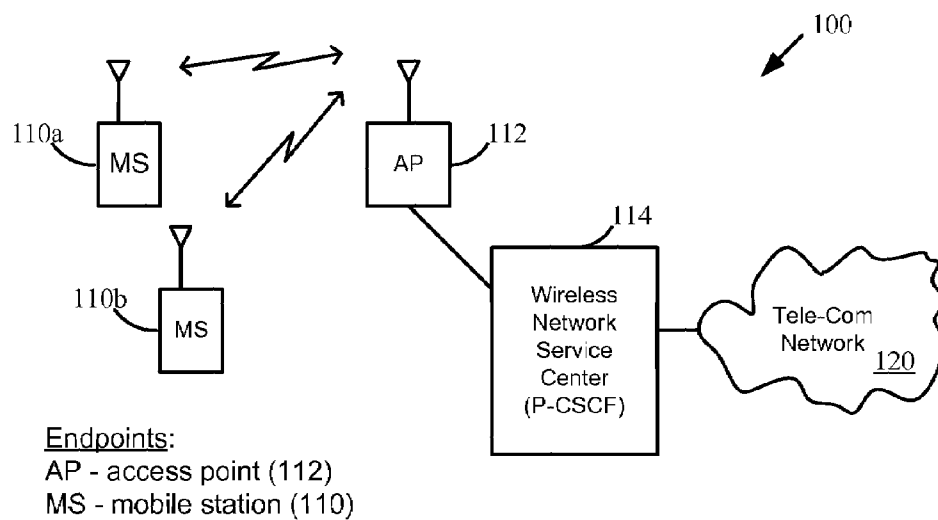 100
110a
MS
AP
112
110b
MS
114
Wireless
Network
Service
Center
(P-CSCF)
Tele-Com
Network
120
Endpoints:
AP - access point (112)
MS - mobile station (110)